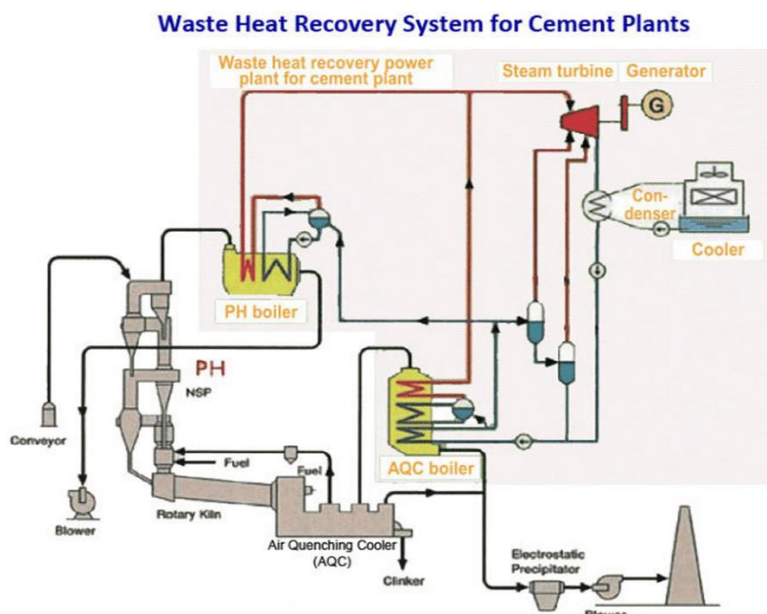 Waste Heat Recovery System for Cement Plants
Waste heat recovery power
plant for cement plant
Steam turbine
Generator
G
Con-
denser
Cooler
PH boiler
PH
NSP
Conveyor
Fuel
Fuel
AQC boiler
Rotary Kiln
Blower
Air Quenching Cooler
(AQC)
Clinker
Electrostatic
Precipitator